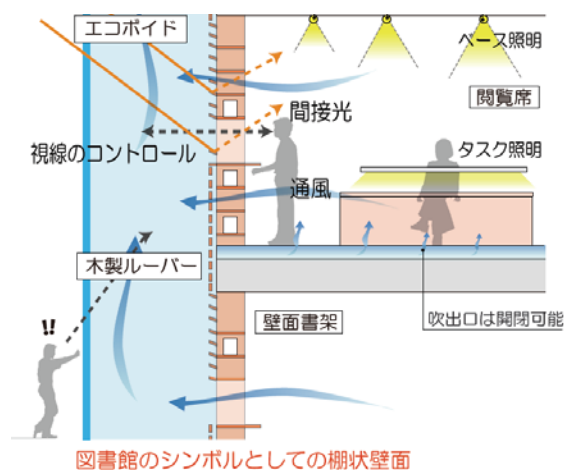 エコボイド
ベース照明
閲覧席
間接光
視線のコントロール
タスク照明
通風
木製ルーバー
壁面書架
吹出口は開閉可能
!!
図書館のシンボルとしての棚状壁面